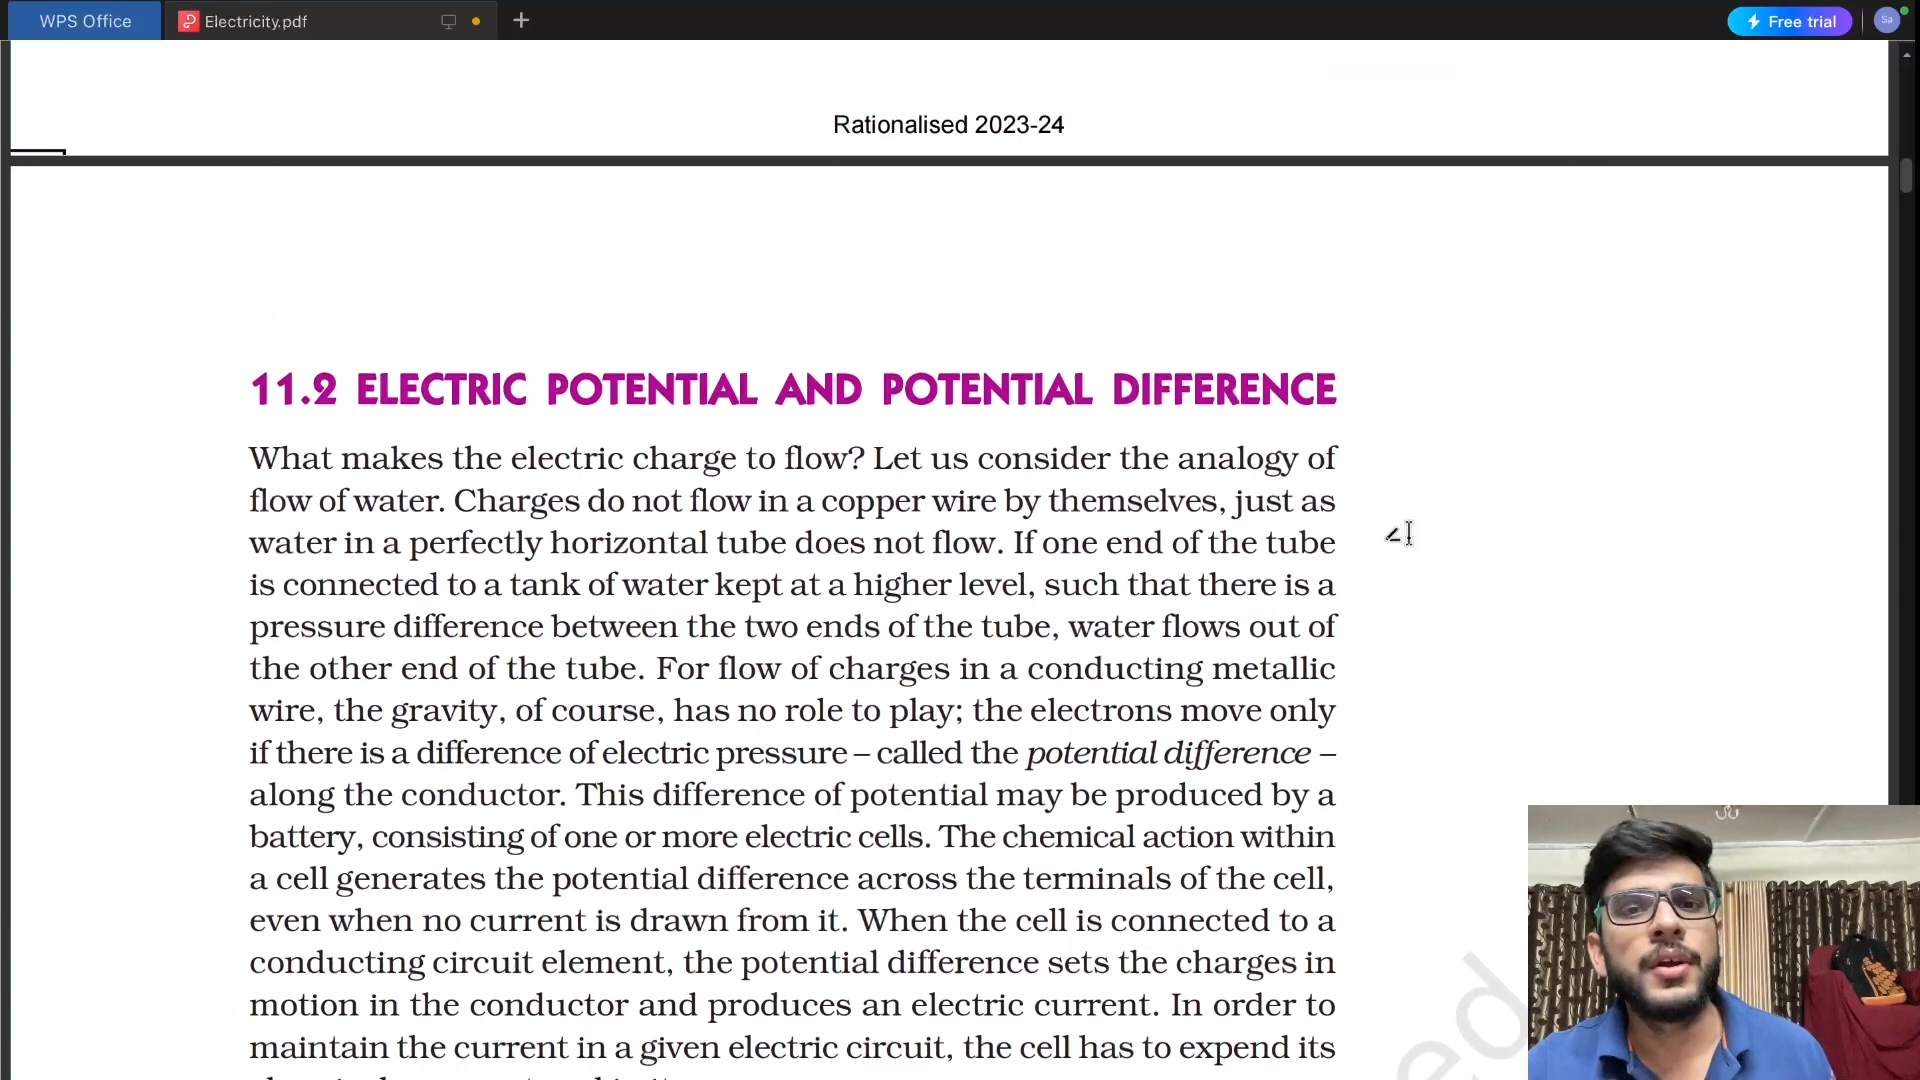 WPS Office
Electricity.pdf
Free trial
Sa
Rationalised 2023-24
11.2 ELECTRIC POTENTIAL AND POTENTIAL DIFFERENCE
What makes the electric charge to flow? Let us consider the analogy of
flow of water. Charges do not flow in a copper wire by themselves, just as
water in a perfectly horizontal tube does not flow. If one end of the tube
is connected to a tank of water kept at a higher level, such that there is a
pressure difference between the two ends of the tube, water flows out of
the other end of the tube. For flow of charges in a conducting metallic
wire, the gravity, of course, has no role to play; the electrons move only
if there is a difference of electric pressure – called the potential difference –
along the conductor. This difference of potential may be produced by a
battery, consisting of one or more electric cells. The chemical action within
a cell generates the potential difference across the terminals of the cell,
even when no current is drawn from it. When the cell is connected to a
conducting circuit element, the potential difference sets the charges in
motion in the conductor and produces an electric current. In order to
maintain the current in a given electric circuit, the cell has to expend its
ed